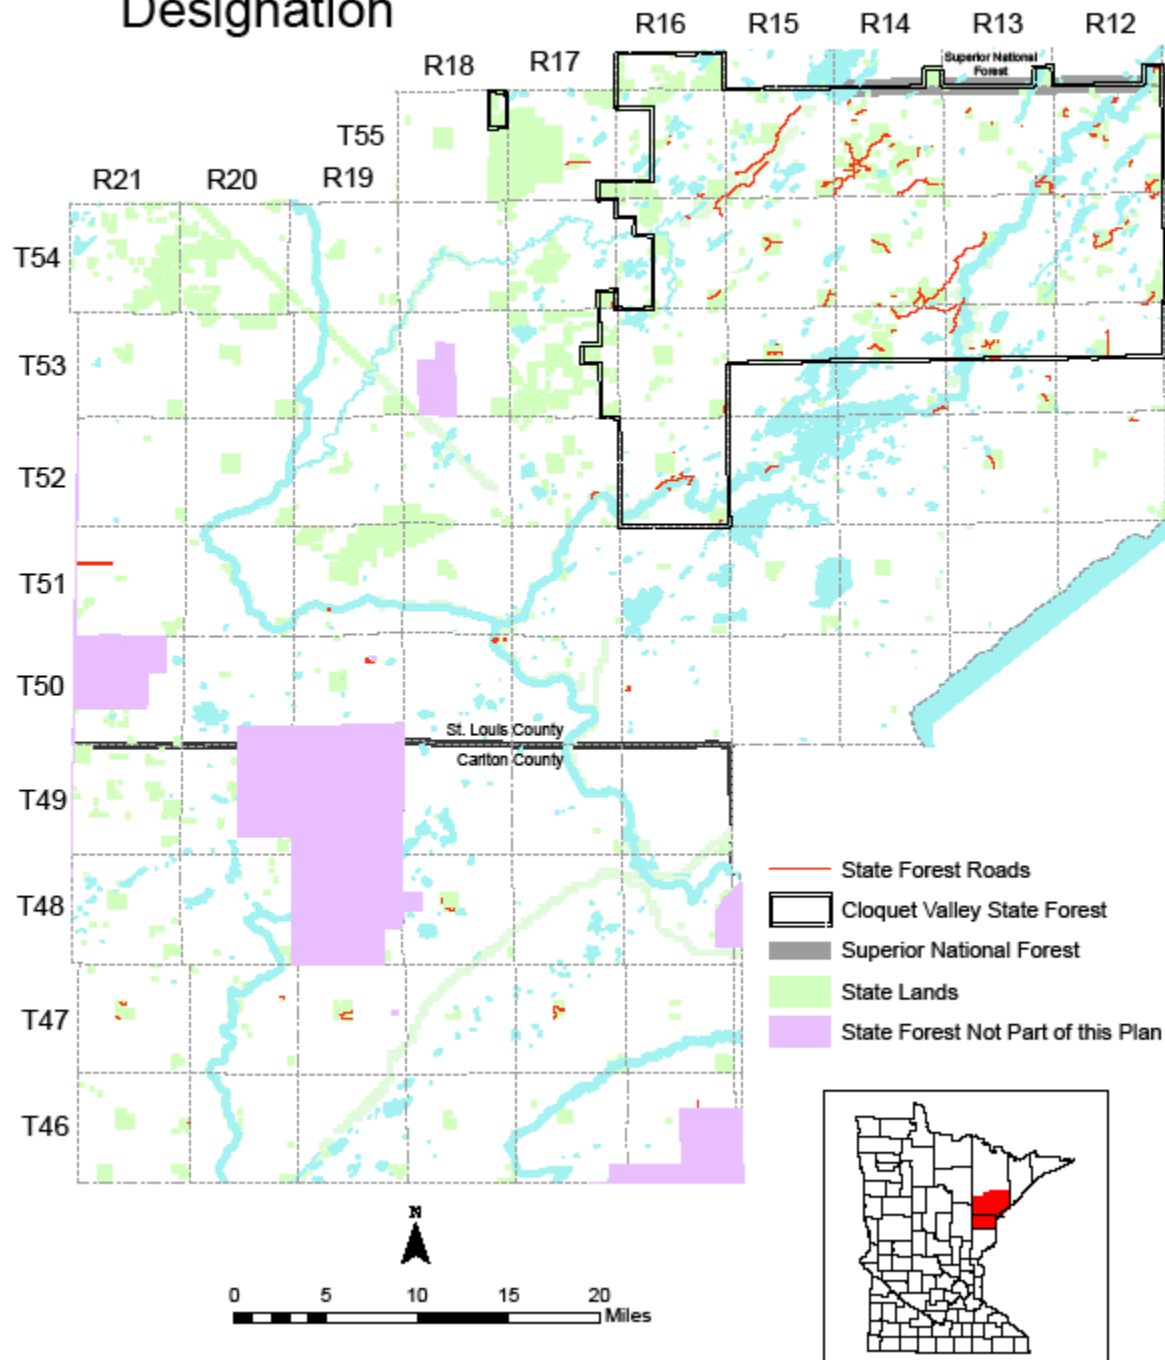 Designation
R16 R15 R14 R13 R12
Superior National
Forest
R18 R17
T55
R21 R20 R19
T54
T53
T52
T51
T50
St. Louis County
Carlton County
T49
State Forest Roads
T48
Cloquet Valley State Forest
Superior National Forest
State Lands
T47
State Forest Not Part of this Plan
T46
N
0 5 10 15 20
Miles